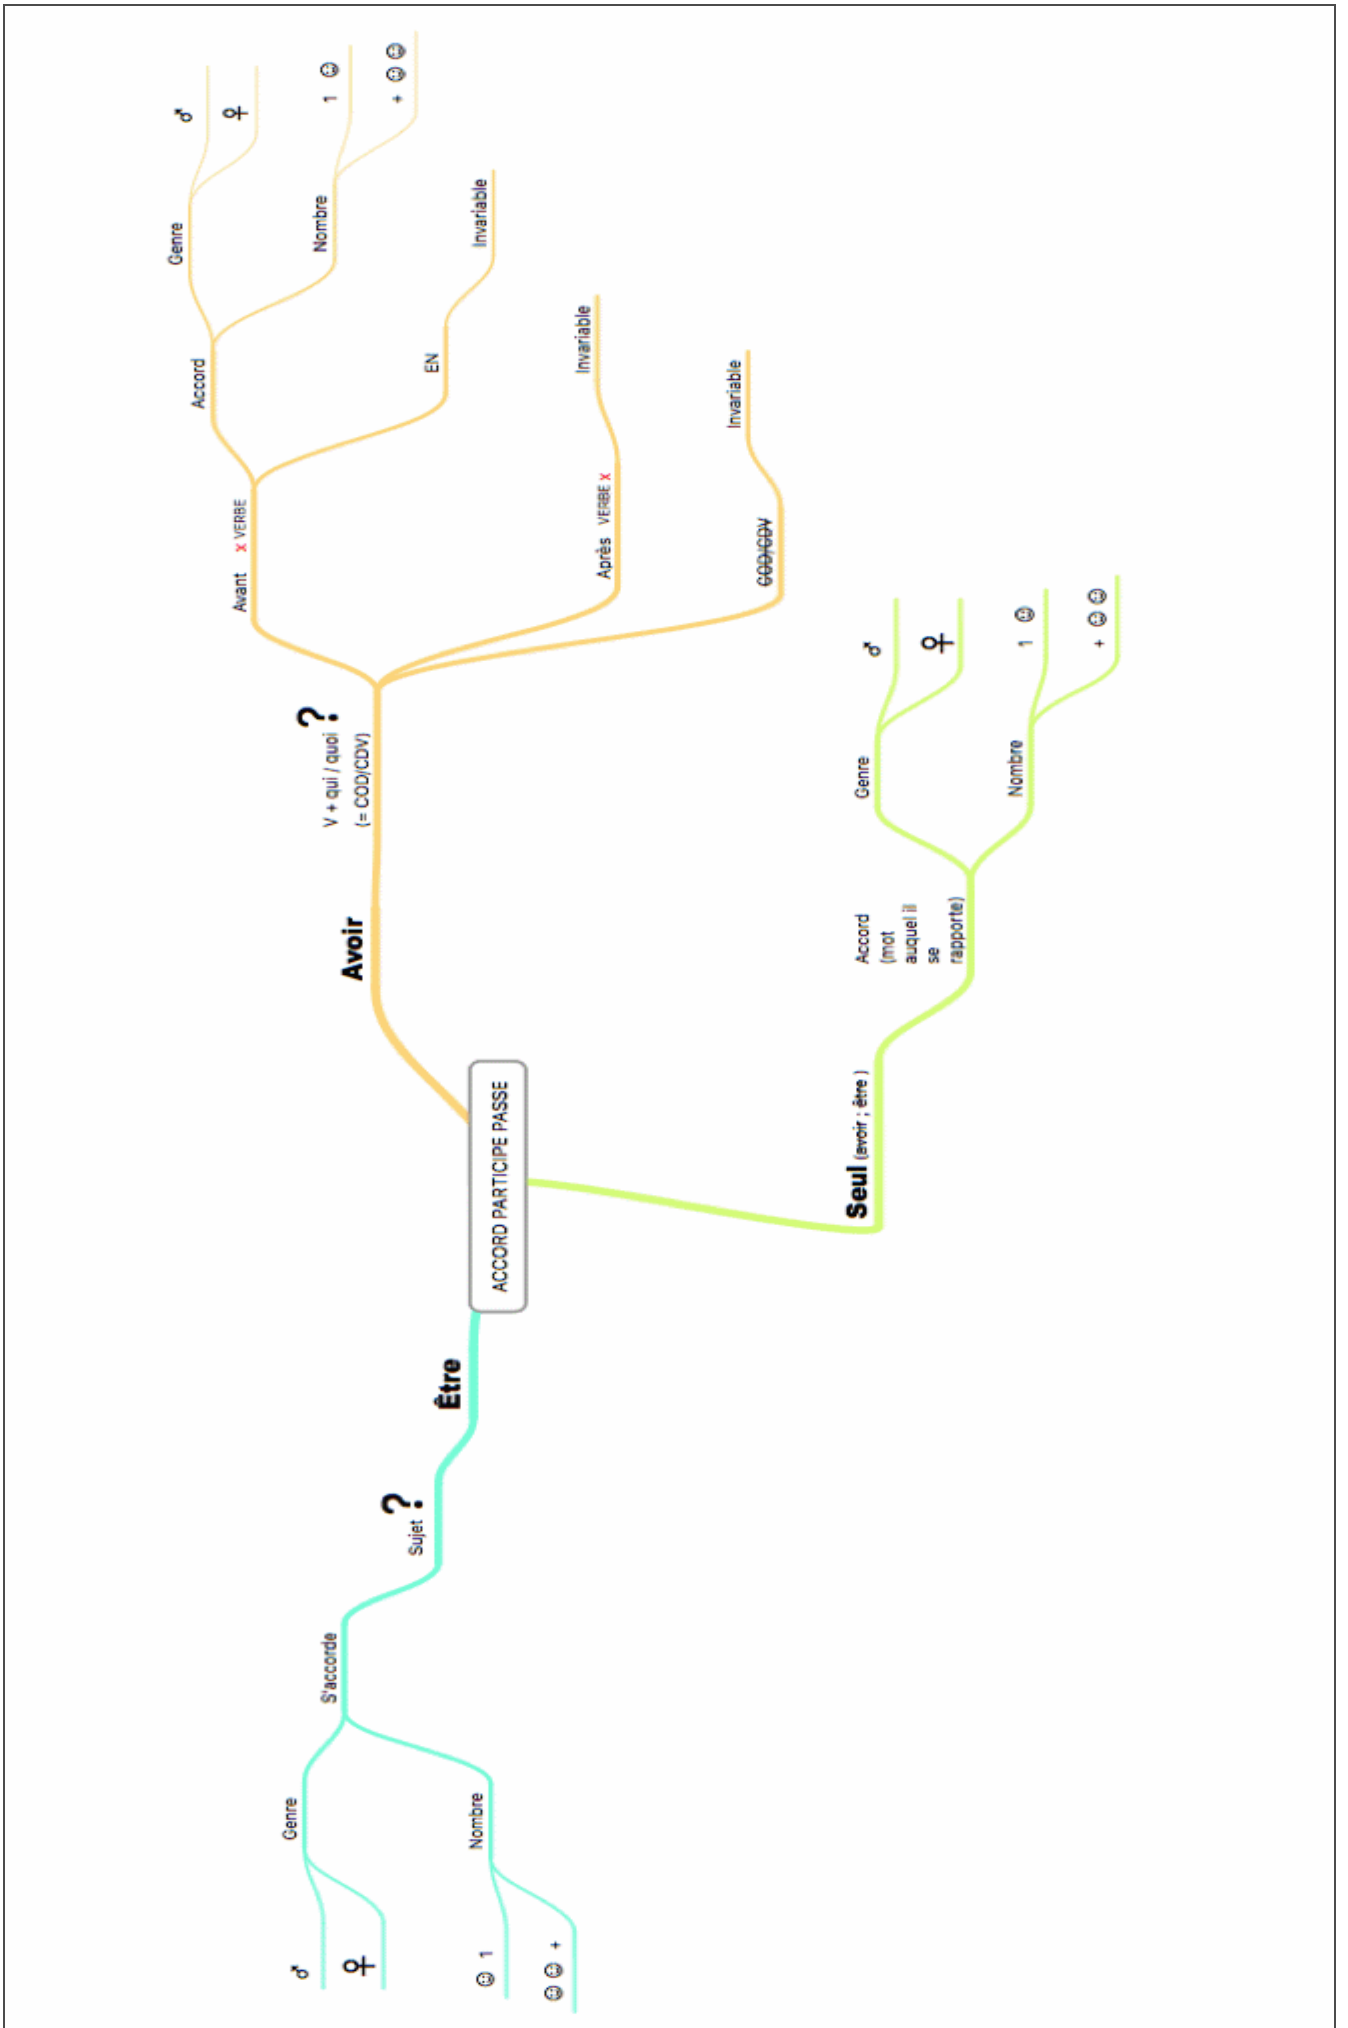 ACCORD PARTICIPE PASSE
Être
Sujet ?
S'accorde
Genre
♂
♀
Nombre
☺ 1
☺ ☺ +
Avoir
V + qui / quoi ?
(= COD/CDV)
Avant x VERBE
Accord
Genre
♂
♀
Nombre
1 ☺
+ ☺ ☺
EN
Invariable
Après VERBE x
Invariable
COD/CDV
Invariable
Seul (avoir ; être )
Accord
(mot
auquel il
se
rapporte)
Genre
♂
♀
Nombre
1 ☺
+ ☺ ☺